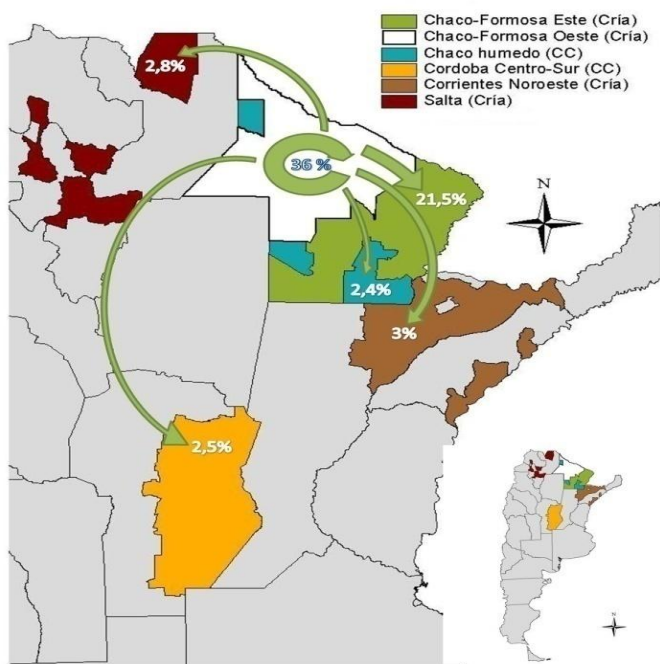 Chaco-Formosa Este (Cría)
Chaco-Formosa Oeste (Cría)
Chaco humedo (CC)
Cordoba Centro-Sur (CC)
Corrientes Noroeste (Cría)
Salta (Cría)
2,8%
36 %
21,5%
N
2,4%
3%
2,5%
N